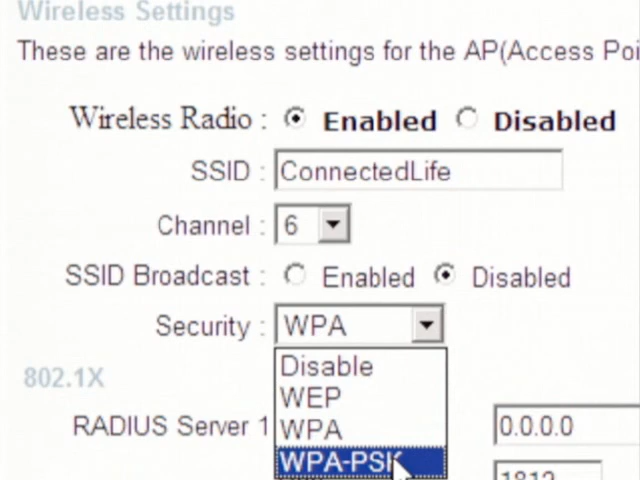 Wireless Settings
These are the wireless settings for the AP(Access
Wireless Radio : Enabled Disabled
SSID : ConnectedLife
Channel : 6
SSID Broadcast : Enabled Disabled
Security : WPA
Disable
802.1X
WEP
RADIUS Server 1 WPA 0.0.0.0
WPA-PSK
1812